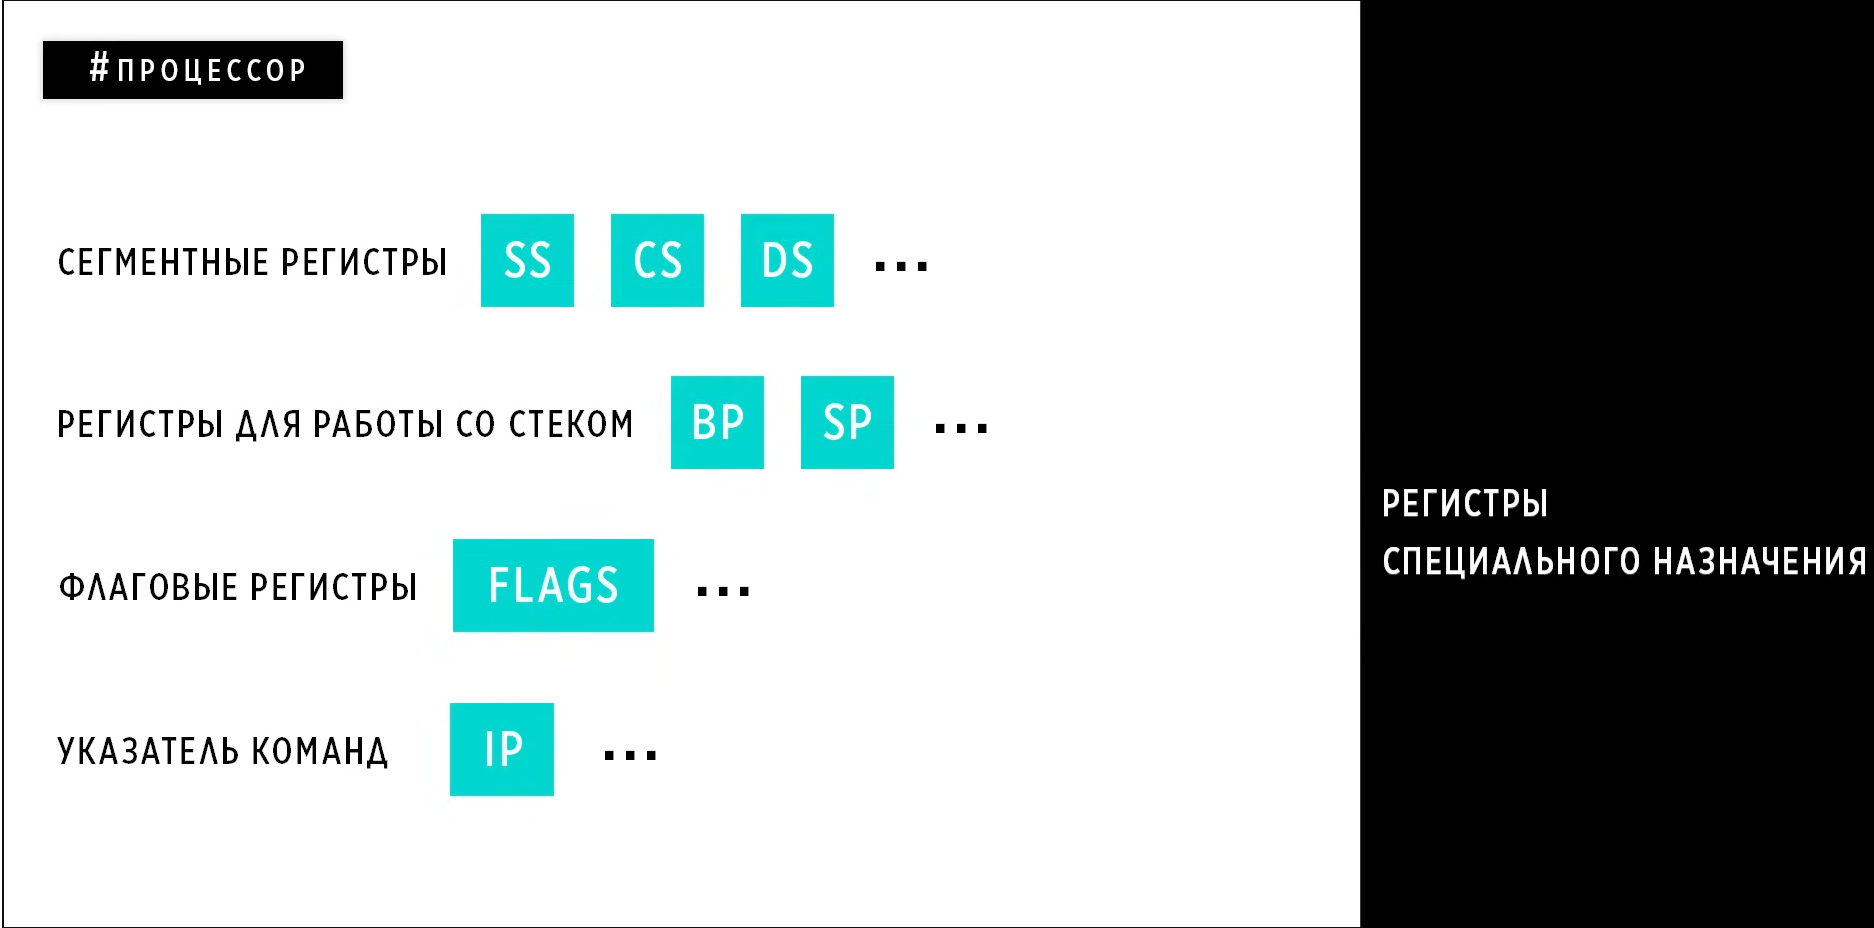 #ПРОЦЕССОР
СЕГМЕНТНЫЕ РЕГИСТРЫ SS CS DS ...
РЕГИСТРЫ ДЛЯ РАБОТЫ СО СТЕКОМ BP SP ...
ФЛАГОВЫЕ РЕГИСТРЫ FLAGS ...
УКАЗАТЕЛЬ КОМАНД IP ...
РЕГИСТРЫ
СПЕЦИАЛЬНОГО НАЗНАЧЕНИЯ